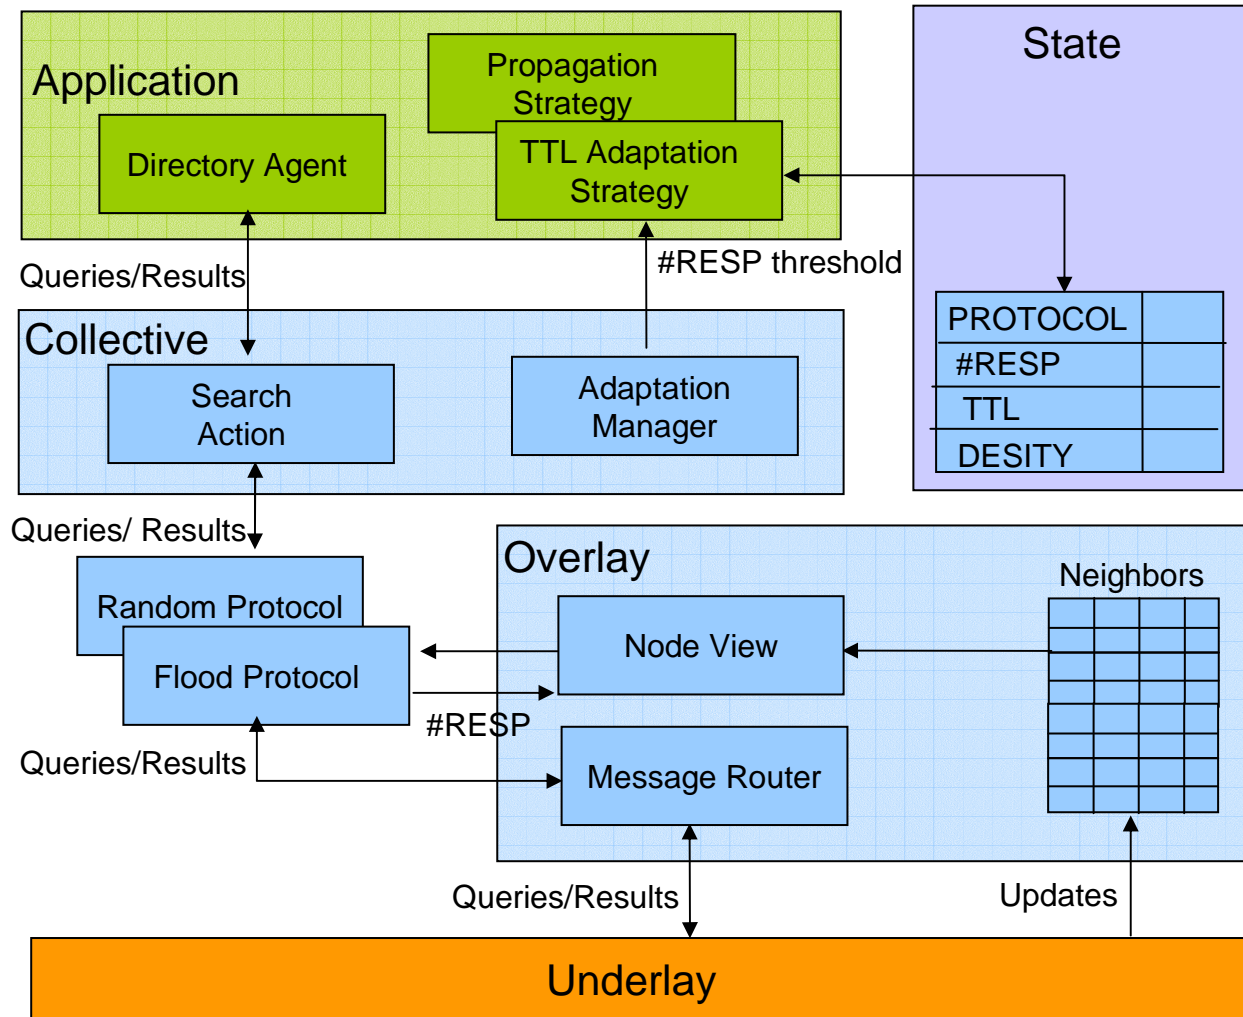 Application
Propagation
Strategy
Directory Agent
TTL Adaptation
Strategy
State
Queries/Results
#RESP threshold
PROTOCOL
#RESP
TTL
DESITY
Collective
Search
Action
Adaptation
Manager
Queries/ Results
Overlay
Neighbors
Random Protocol
Flood Protocol
Node View
#RESP
Queries/Results
Message Router
Queries/Results
Updates
Underlay